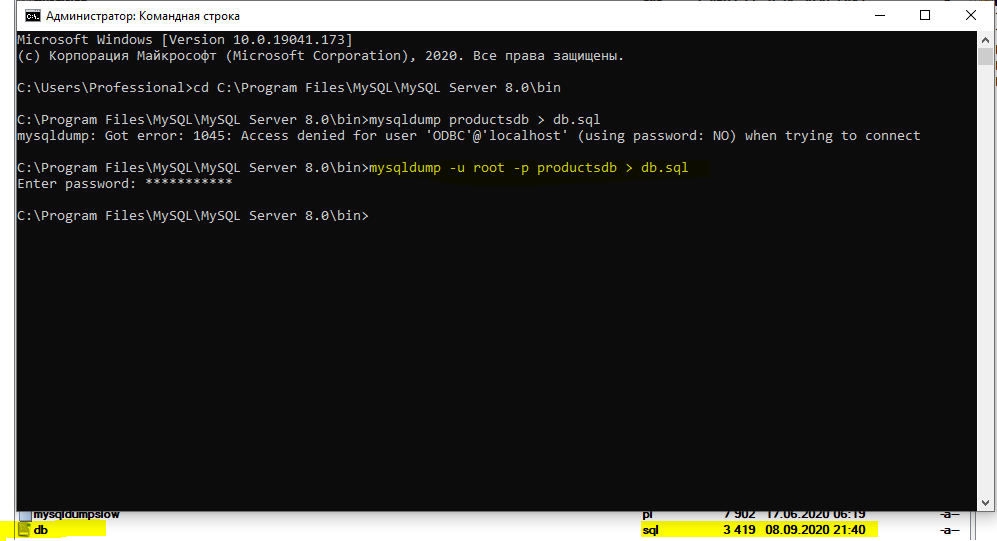 Администратор: Командная строка
Microsoft Windows [Version 10.0.19041.173]
(c) Корпорация Майкрософт (Microsoft Corporation), 2020. Все права защищены.
C:\Users\Professional>cd C:\Program Files\MySQL\MySQL Server 8.0\bin
C:\Program Files\MySQL\MySQL Server 8.0\bin>mysqldump productsdb > db.sql
mysqldump: Got error: 1045: Access denied for user 'ODBC'@'localhost' (using password: NO) when trying to connect
C:\Program Files\MySQL\MySQL Server 8.0\bin>mysqldump -u root -p productsdb > db.sql
Enter password: ***********
C:\Program Files\MySQL\MySQL Server 8.0\bin>
mysqldumpslow pl 7 902 17.06.2020 06:19 -a--
db sql 3 419 08.09.2020 21:40 -a--